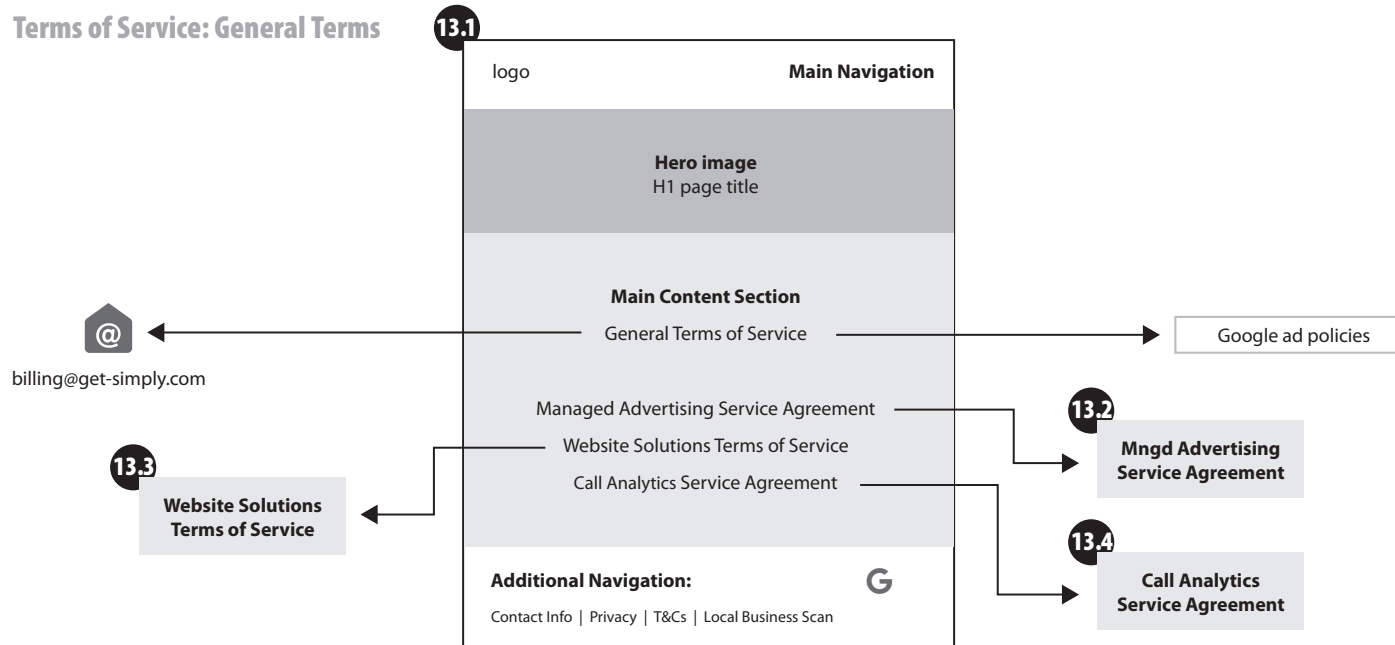 Terms of Service: General Terms
13.1
logo
Main Navigation
Hero image
H1 page title
Main Content Section
General Terms of Service
@
billing@get-simply.com
Google ad policies
Managed Advertising Service Agreement
Website Solutions Terms of Service
Call Analytics Service Agreement
13.2
Mngd Advertising
Service Agreement
13.3
Website Solutions
Terms of Service
13.4
Call Analytics
Service Agreement
Additional Navigation:
G
Contact Info | Privacy | T&Cs | Local Business Scan